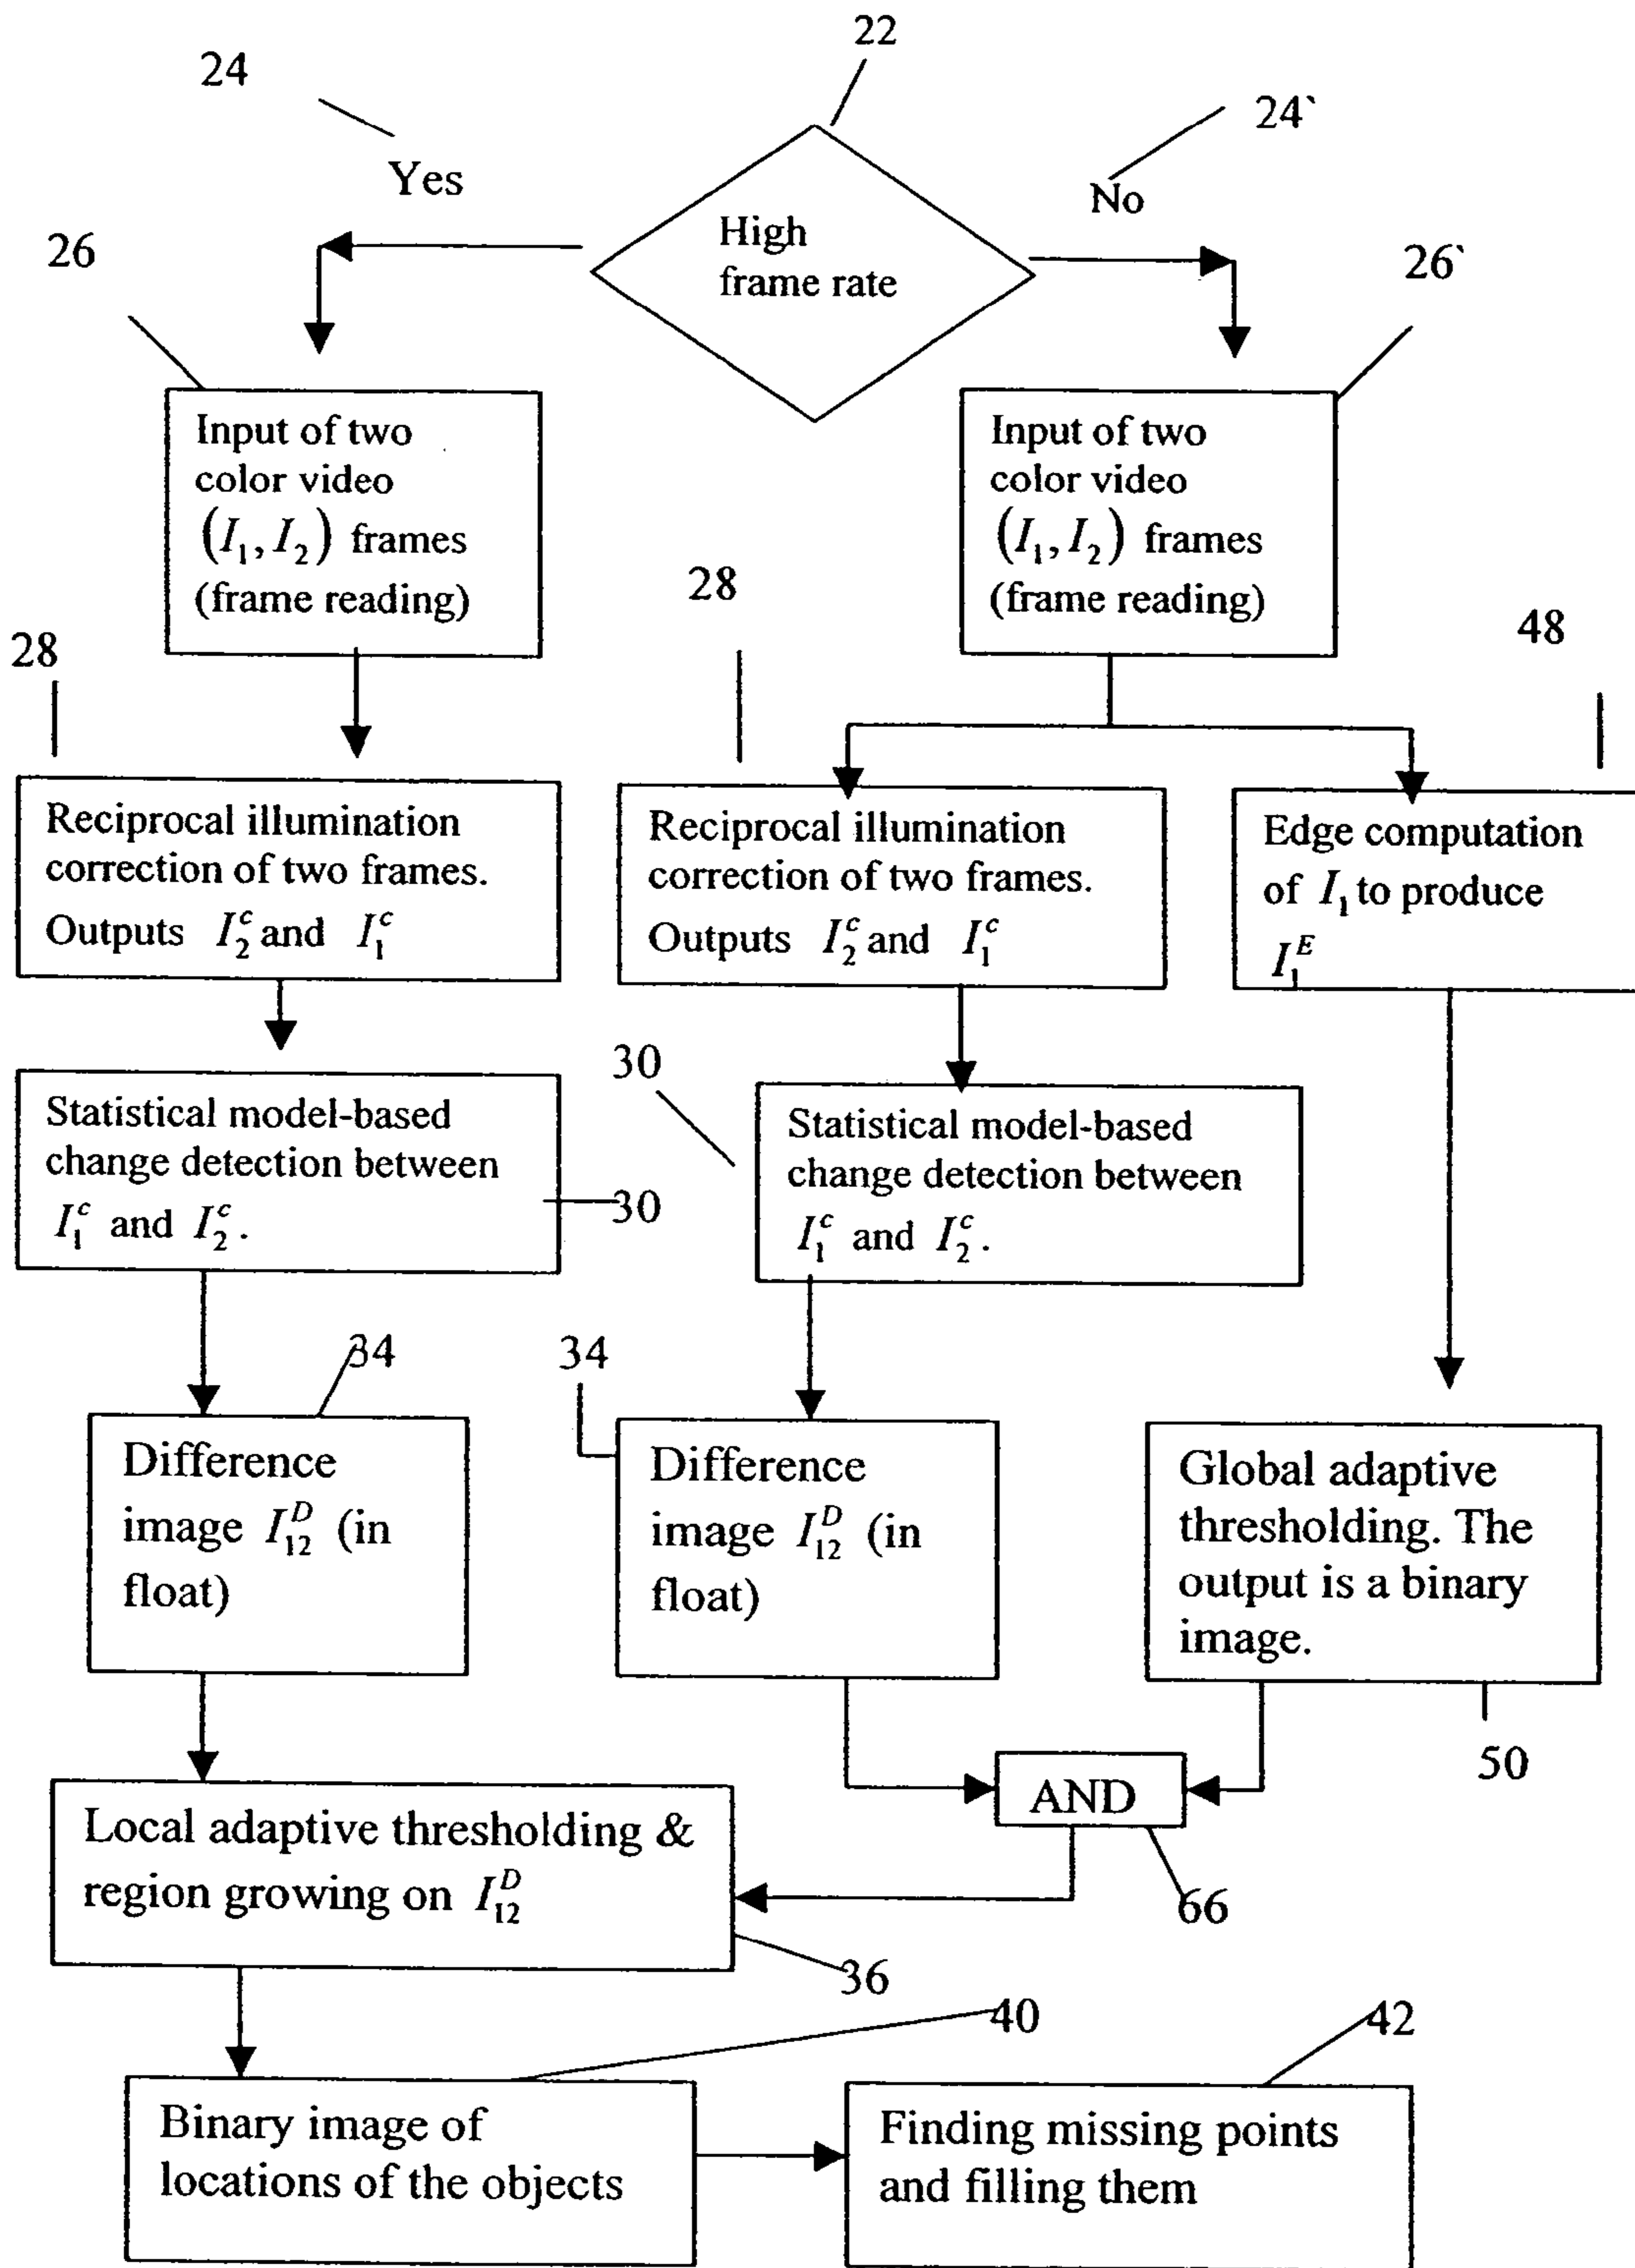 22
24
24`
Yes
No
High
frame rate
26
26`
Input of two
color video
(I₁, I₂) frames
(frame reading)
Input of two
color video
(I₁, I₂) frames
(frame reading)
28
28
48
Reciprocal illumination
correction of two frames.
Outputs I₂ᶜ and I₁ᶜ
Reciprocal illumination
correction of two frames.
Outputs I₂ᶜ and I₁ᶜ
Edge computation
of I₁ to produce
I₁ᴱ
30
Statistical model-based
change detection between
I₁ᶜ and I₂ᶜ.
30
Statistical model-based
change detection between
I₁ᶜ and I₂ᶜ.
34
34
Difference
image I₁₂ᴰ (in
float)
Difference
image I₁₂ᴰ (in
float)
Global adaptive
thresholding. The
output is a binary
image.
50
AND
66
Local adaptive thresholding &
region growing on I₁₂ᴰ
36
40
42
Binary image of
locations of the objects
Finding missing points
and filling them